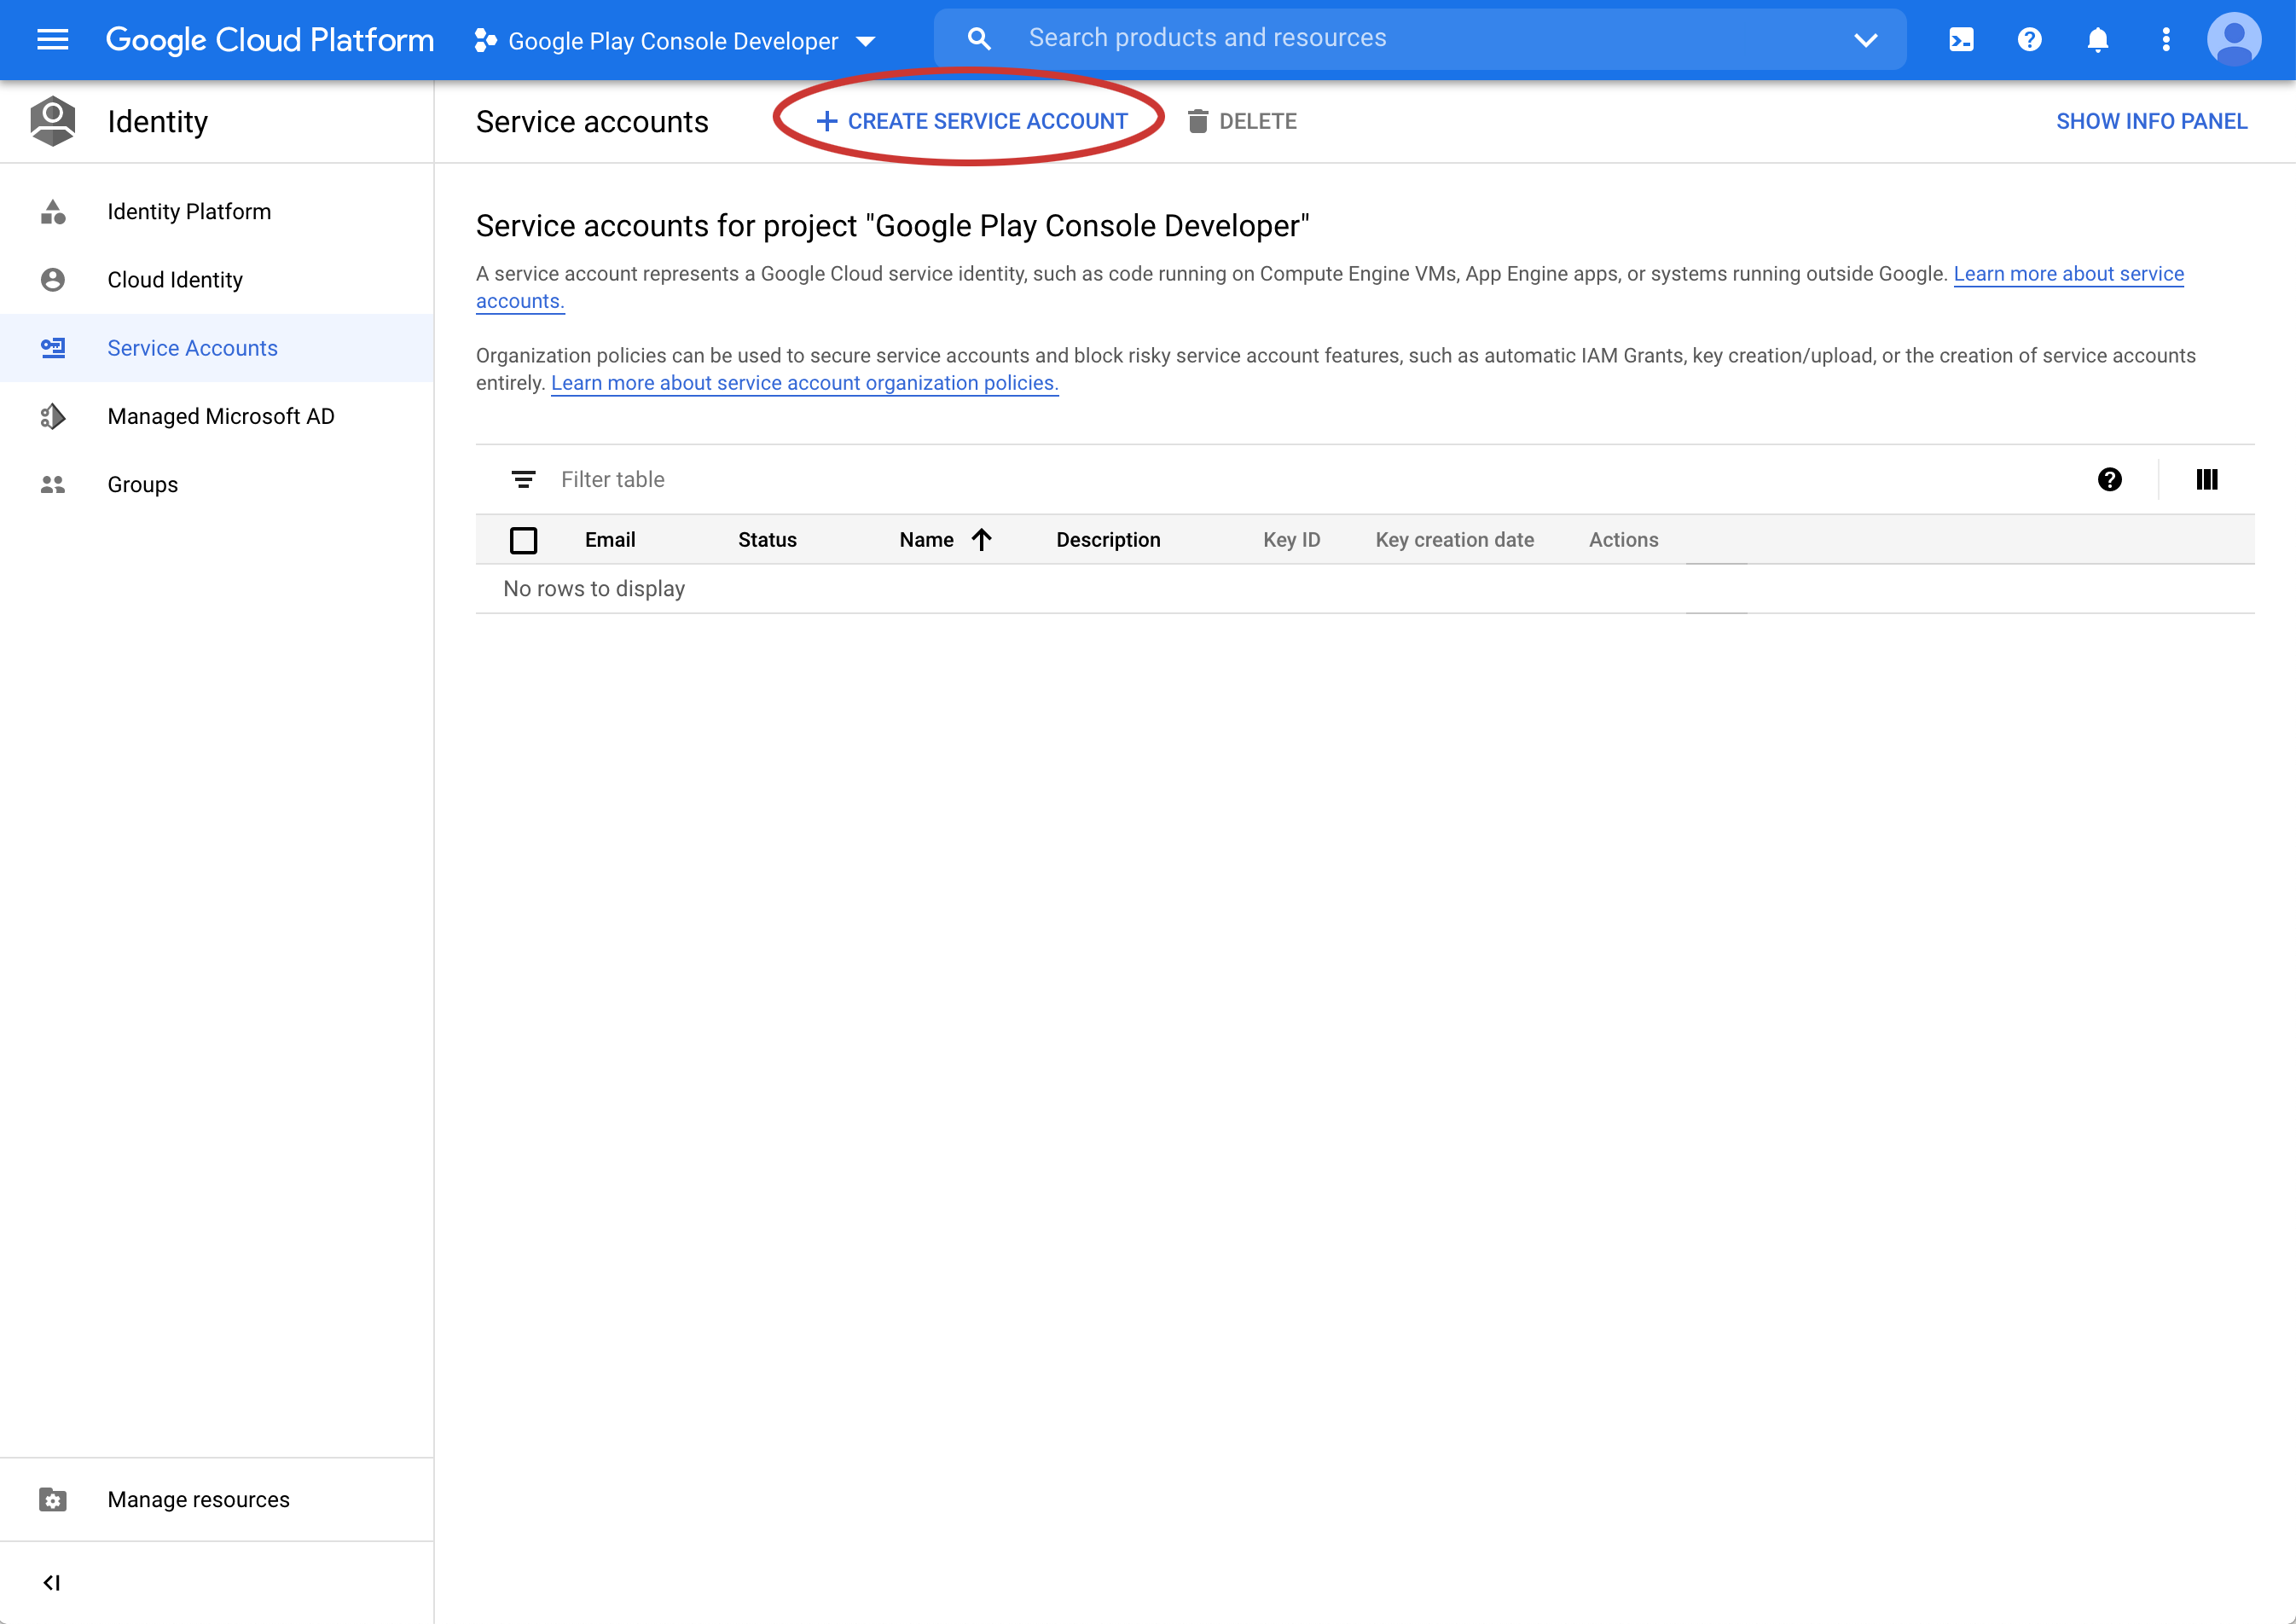 Google Cloud Platform
Google Play Console Developer
Search products and resources
Identity
Service accounts
CREATE SERVICE ACCOUNT
DELETE
SHOW INFO PANEL
Identity Platform
Cloud Identity
Service Accounts
Managed Microsoft AD
Groups
Service accounts for project "Google Play Console Developer"
A service account represents a Google Cloud service identity, such as code running on Compute Engine VMs, App Engine apps, or systems running outside Google. Learn more about service
accounts.
Organization policies can be used to secure service accounts and block risky service account features, such as automatic IAM Grants, key creation/upload, or the creation of service accounts
entirely. Learn more about service account organization policies.
Filter table
Email Status Name Description Key ID Key creation date Actions
No rows to display
Manage resources